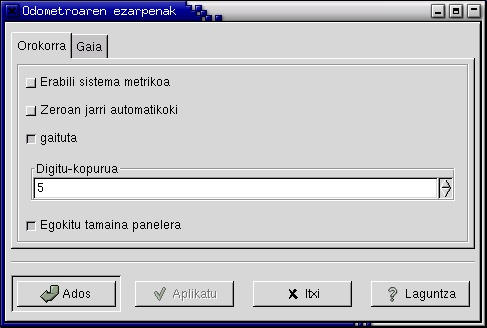 Odometroaren ezarpenak
Orokorra Gaia
Erabili sistema metrikoa
Zeroan jarri automatikoki
gaituta
Digitu-kopurua
5
Egokitu tamaina panelera
Ados Aplikatu Itxi Laguntza